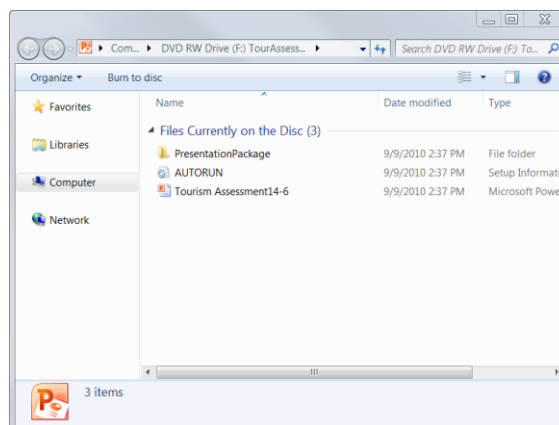 Com... DVD RW Drive (F:) TourAssess... Search DVD RW Drive (F:) To...
Organize Burn to disc
Favorites
Libraries
Computer
Network
Name Date modified Type
Files Currently on the Disc (3)
PresentationPackage 9/9/2010 2:37 PM File folder
AUTORUN 9/9/2010 2:37 PM Setup Informati
Tourism Assessment14-6 9/9/2010 2:37 PM Microsoft Powe
3 items